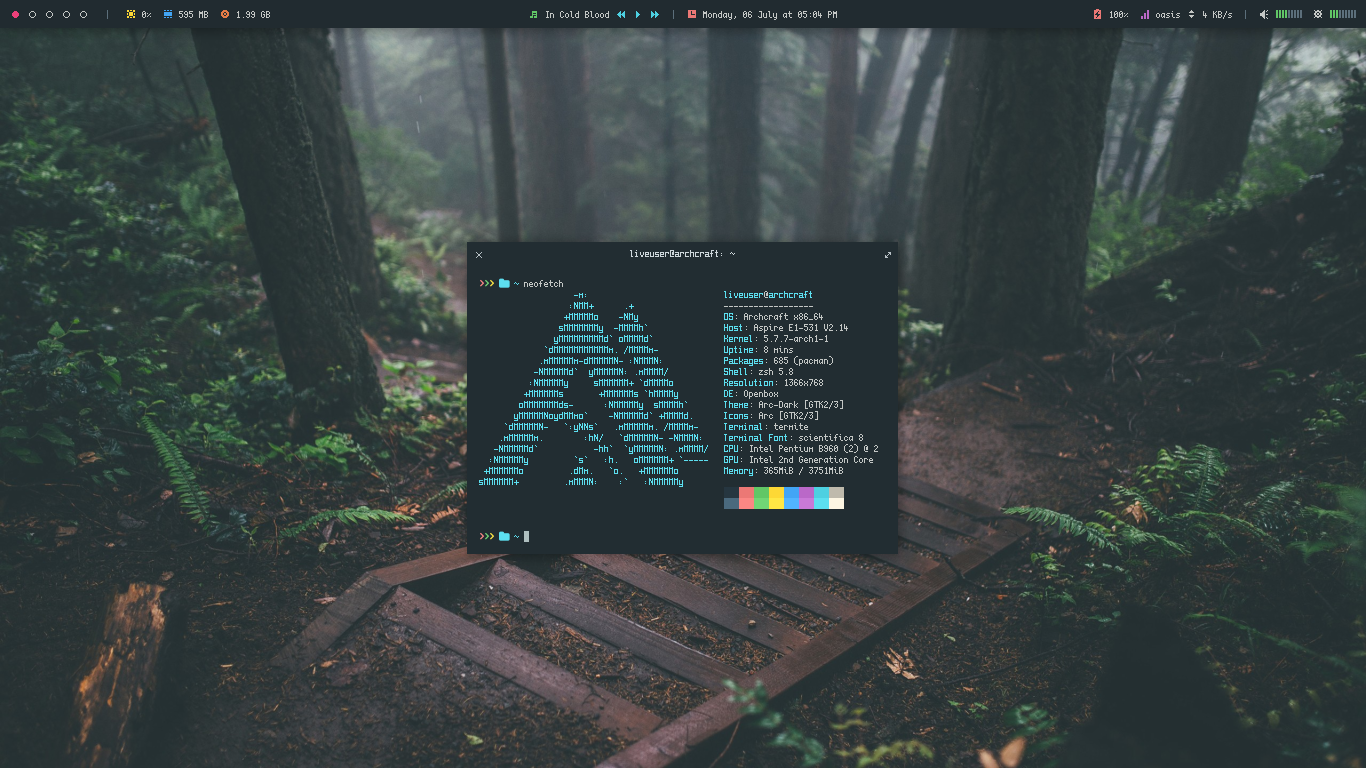 0% 595 MB 1.99 GB
In Cold Blood
Monday, 06 July at 05:04 PM
100% oasis 4 KB/s
liveuser@archcraft: ~
~ neofetch
liveuser@archcraft
------------------
OS: Archcraft x86_64
Host: Aspire E1-531 V2.14
Kernel: 5.7.7-arch1-1
Uptime: 8 mins
Packages: 685 (pacman)
Shell: zsh 5.8
Resolution: 1366x768
DE: Openbox
Theme: Arc-Dark [GTK2/3]
Icons: Arc [GTK2/3]
Terminal: termite
Terminal Font: scientifica 8
CPU: Intel Pentium B960 (2) @ 2
GPU: Intel 2nd Generation Core
Memory: 365MiB / 3751MiB
~